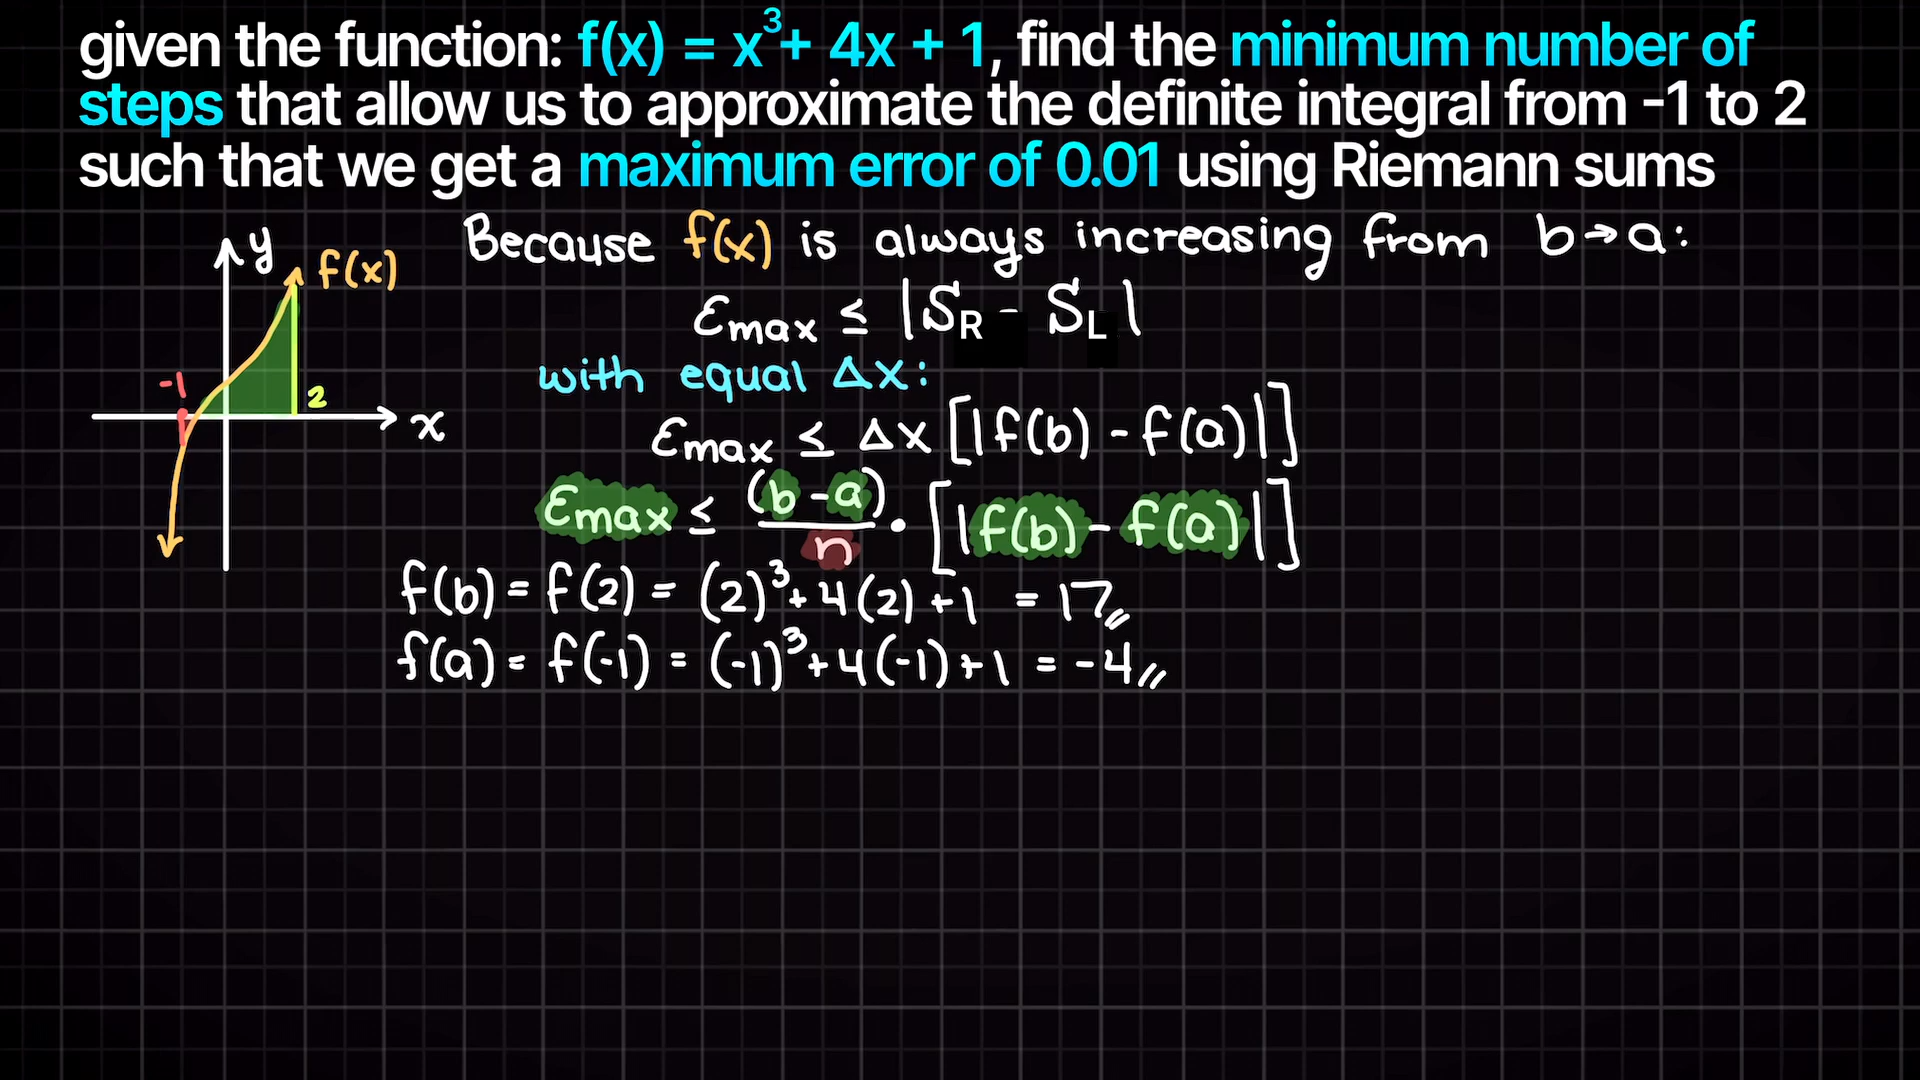 given the function: f(x) = x³+ 4x + 1, find the minimum number of
steps that allow us to approximate the definite integral from -1 to 2
such that we get a maximum error of 0.01 using Riemann sums
Because f(x) is always increasing from b→a:
y
f(x)
-1
2
x
εmax ≤ |S_R - S_L|
with equal Δx:
εmax ≤ Δx [|f(b) - f(a)|]
εmax ≤ (b - a)/n · [|f(b) - f(a)|]
f(b) = f(2) = (2)³ + 4(2) + 1 = 17
f(a) = f(-1) = (-1)³ + 4(-1) + 1 = -4